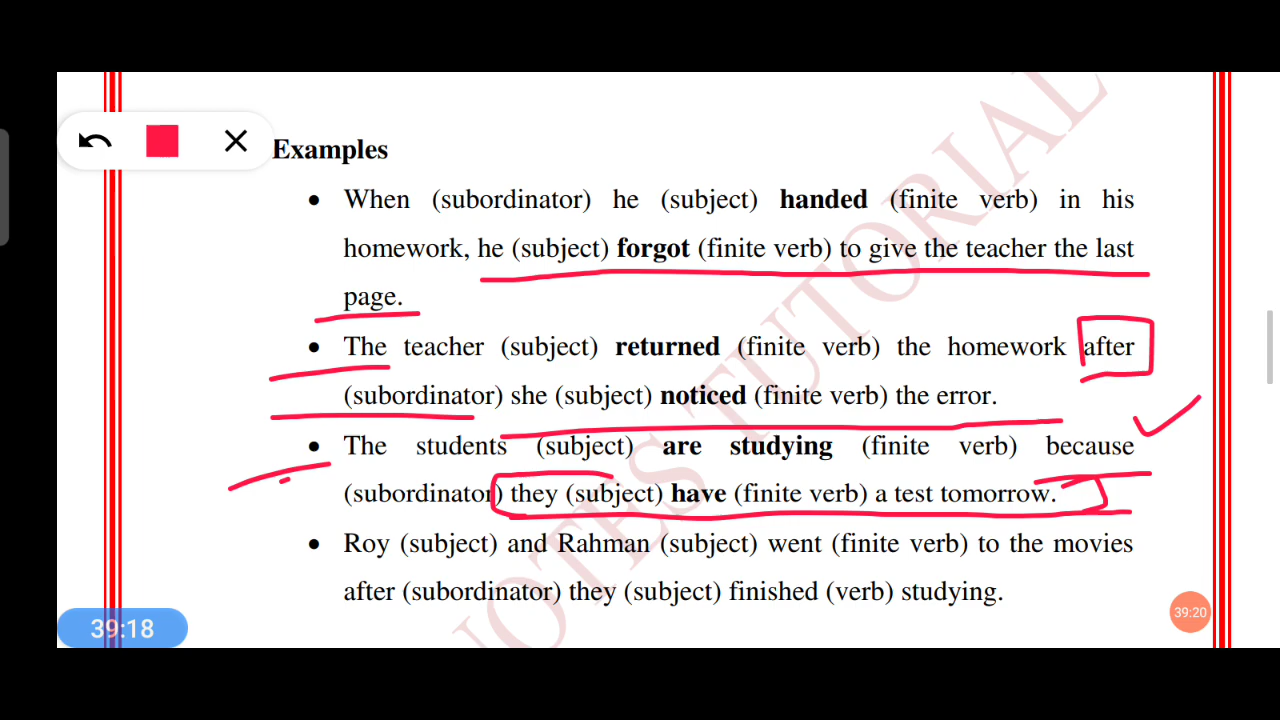 Examples
• When (subordinator) he (subject) handed (finite verb) in his
homework, he (subject) forgot (finite verb) to give the teacher the last
page.
• The teacher (subject) returned (finite verb) the homework after
(subordinator) she (subject) noticed (finite verb) the error.
• The students (subject) are studying (finite verb) because
(subordinator) they (subject) have (finite verb) a test tomorrow.
• Roy (subject) and Rahman (subject) went (finite verb) to the movies
after (subordinator) they (subject) finished (verb) studying.
NOTES TUTORIAL
39:18
39:20